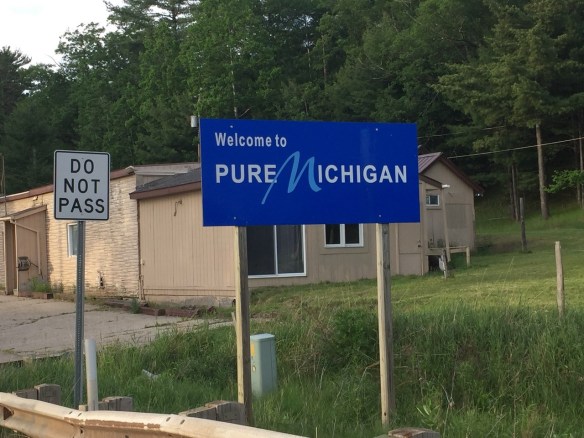 Welcome to
PURE MICHIGAN
DO
NOT
PASS